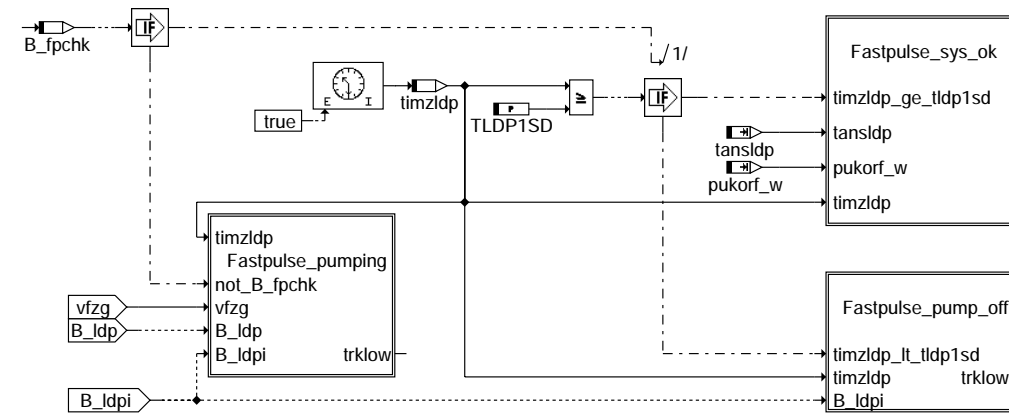 B_fpchk
IF
/1/
Fastpulse_sys_ok
E I
timzldp
P
TLDP1SD
≥
IF
timzldp_ge_tldp1sd
true
tansldp
tansldp
pukorf_w
pukorf_w
timzldp
timzldp
Fastpulse_pumping
not_B_fpchk
vfzg
vfzg
B_ldp
B_ldp
B_ldpi
trklow
Fastpulse_pump_off
timzldp_lt_tldp1sd
timzldp
trklow
B_ldpi
B_ldpi